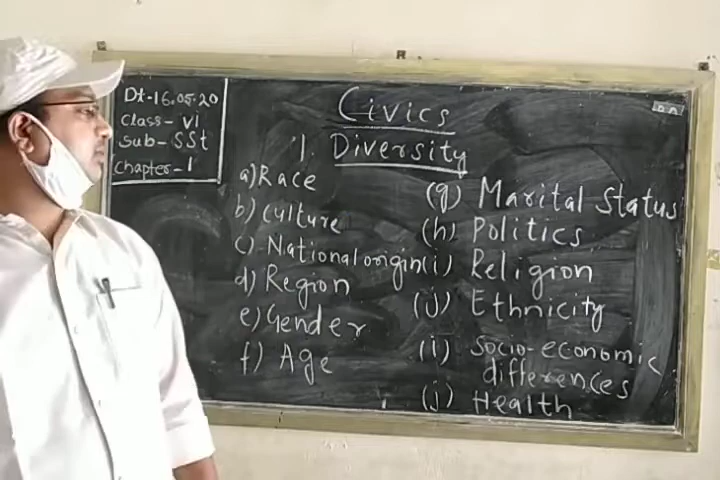 Dt-16.05.20
Class-VI
Sub-SSt
Chapter-1
Civics
1. Diversity
a) Race
b) Culture
c) National origin
d) Region
e) Gender
f) Age
(g) Marital Status
(h) Politics
(i) Religion
(j) Ethnicity
(i) Socio-economic
differences
(j) Health